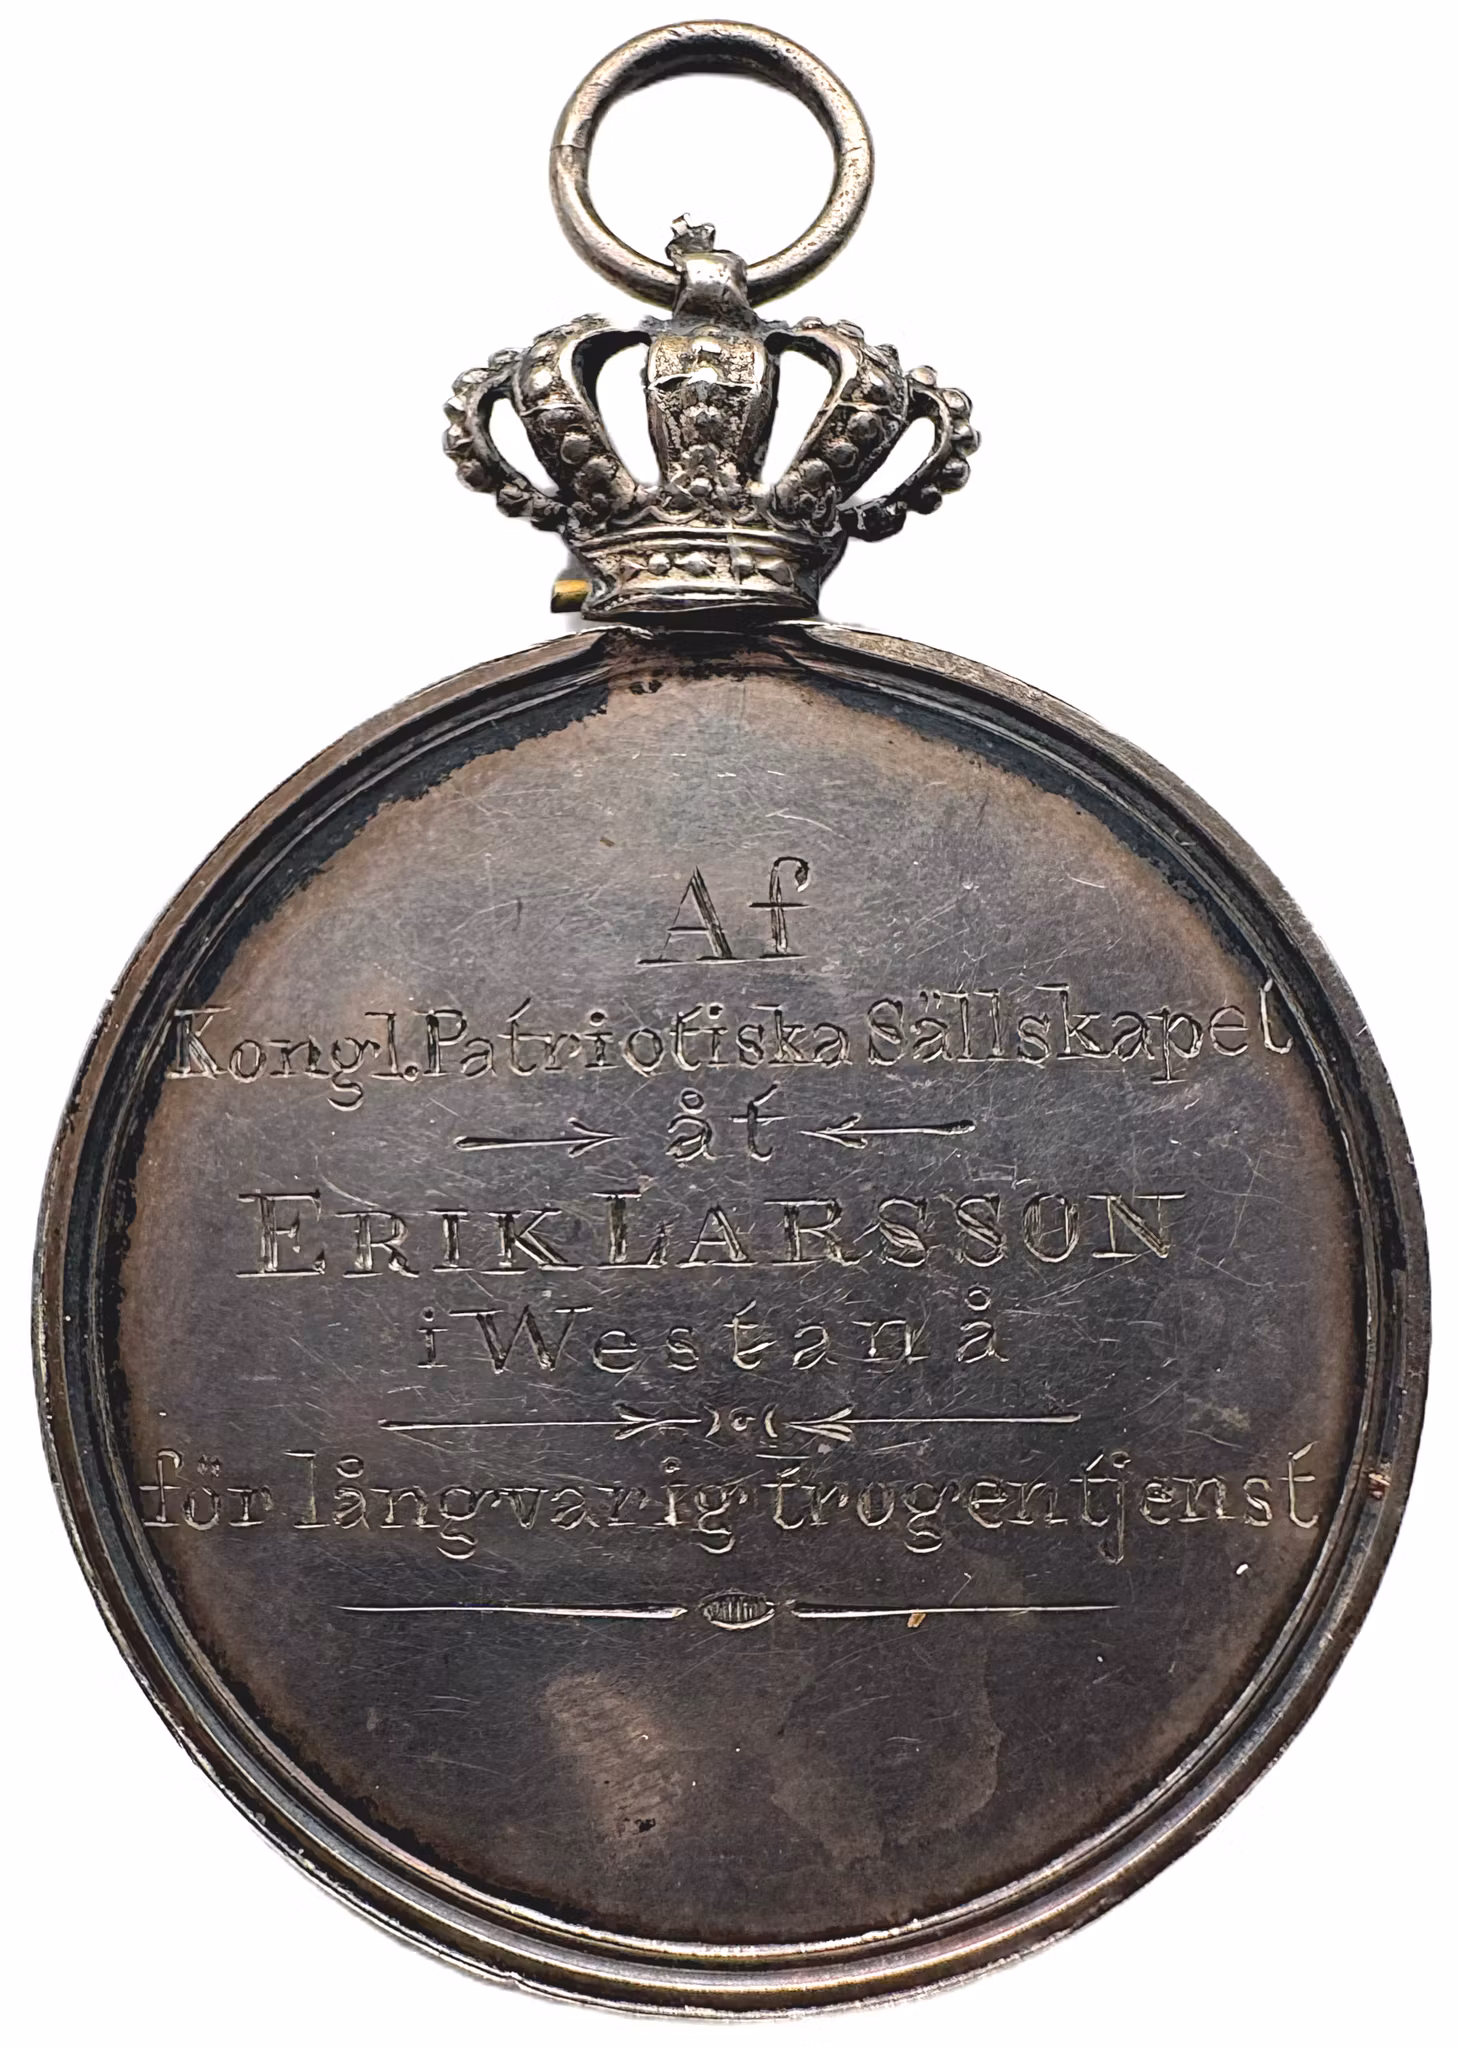 Af
Kongl. Patriotiska Sällskapet
åt
ERIK LARSSON
i Westanå
för långvarig trogen tjenst